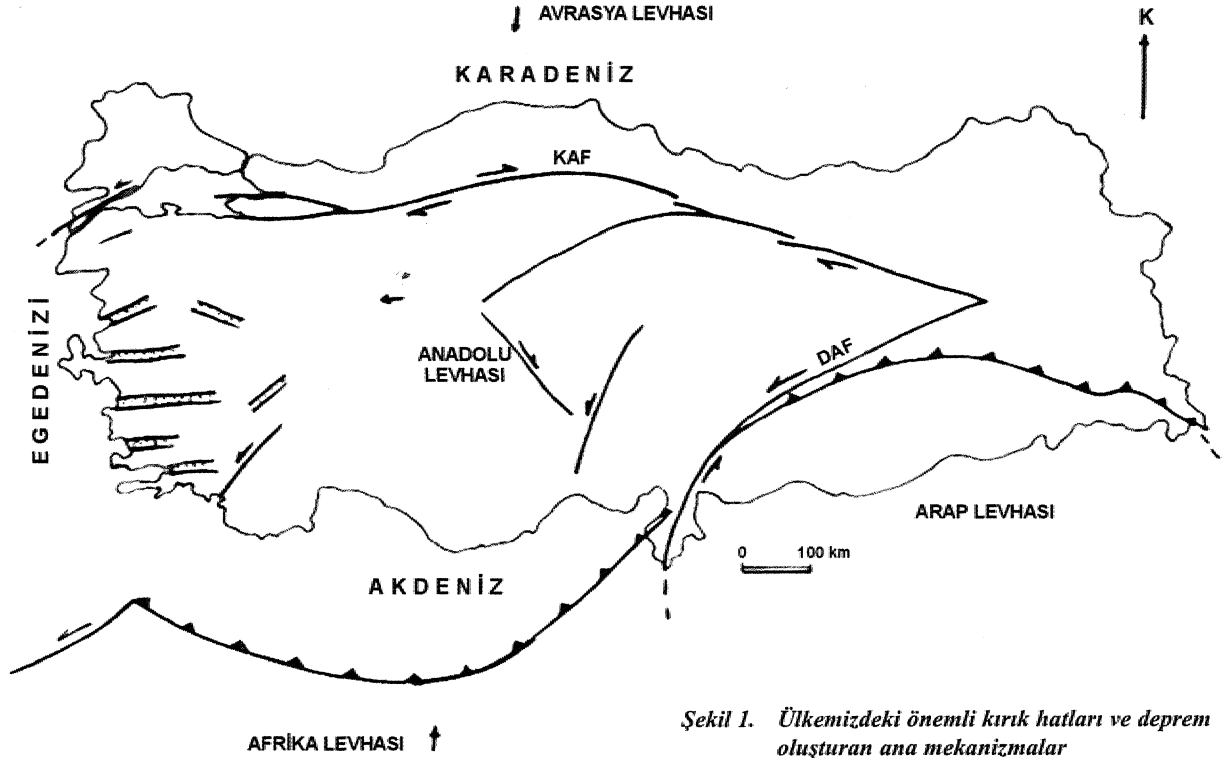 AVRASYA LEVHASI
K
KARADENİZ
KAF
EGEDENİZİ
ANADOLU
LEVHASI
DAF
ARAP LEVHASI
0 100 km
AKDENİZ
AFRİKA LEVHASI
Şekil 1. Ülkemizdeki önemli kırık hatları ve deprem
oluşturan ana mekanizmalar